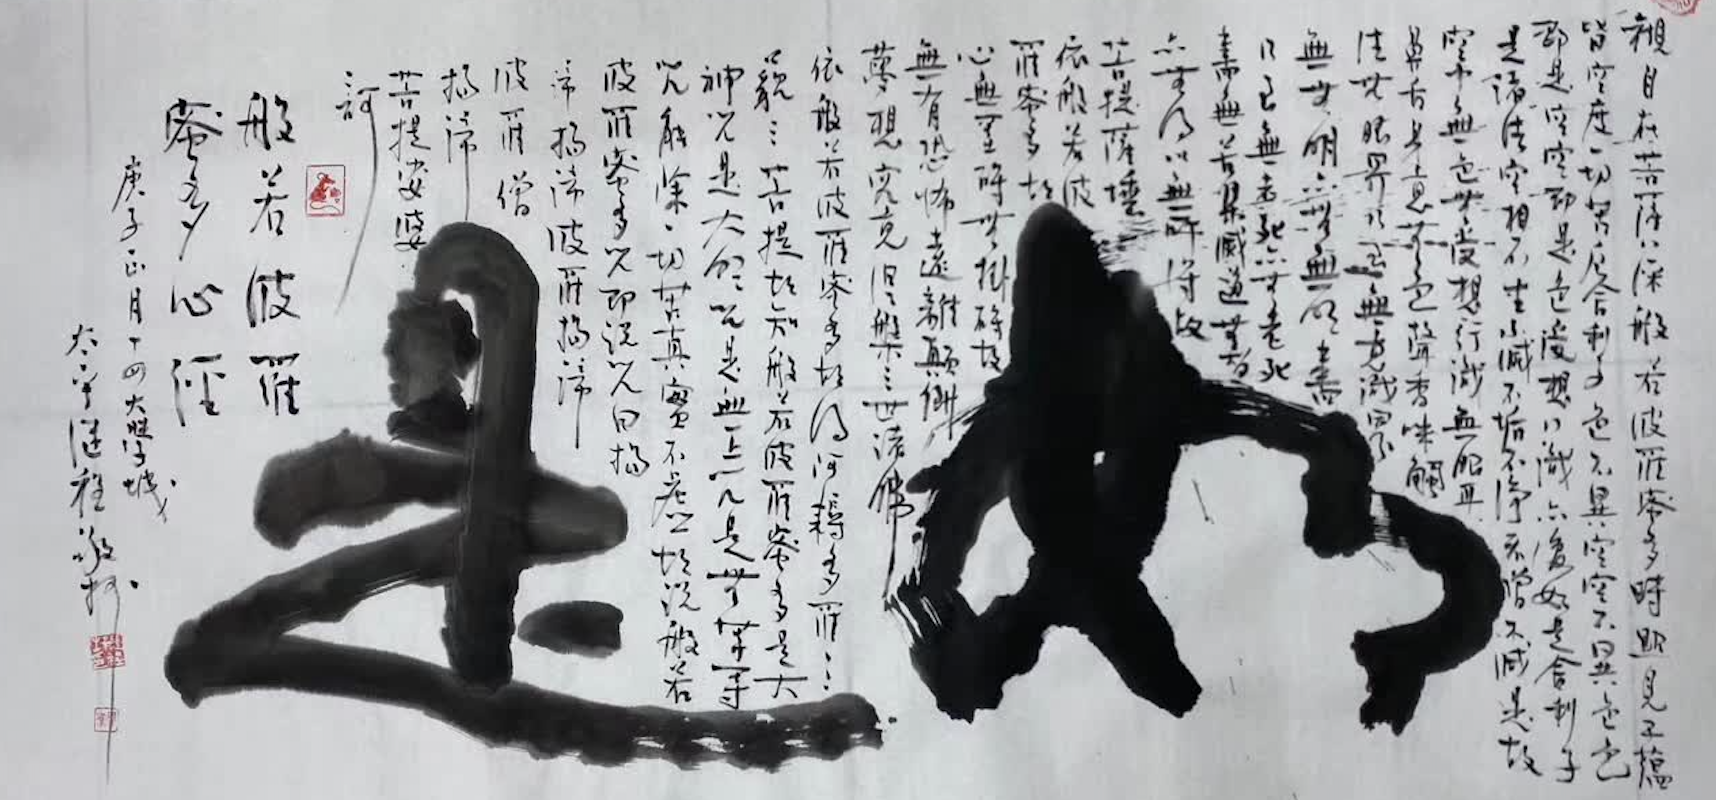 觀自在菩薩行深般若波羅蜜多時照見五蘊
皆空度一切苦厄舍利子色不異空空不異色色
即是空空即是色受想行識亦復如是舍利子
是諸法空相不生不滅不垢不淨不增不減是故
空中無色無受想行識無眼耳
鼻舌身意無色聲香味觸
法無眼界乃至無意識界
無無明亦無無明盡
乃至無老死亦無老死
盡無苦集滅道無智
亦無得以無所得故
菩提薩埵
依般若波
羅蜜多故
心無罣碍無掛碍故
無有恐怖遠離顛倒
夢想究竟涅槃三世諸佛
依般若波羅蜜多故得阿耨多羅三
藐三菩提故知般若波羅蜜多是大
神咒是大明咒是無上咒是無等等
咒能除一切苦真實不虛故說般若
波羅蜜多咒即說咒曰揭
諦揭諦波羅揭諦
波羅僧
揭諦
菩提娑婆
訶
般若波羅
蜜多心經
庚子正月十四大學城
太平繼程敬抄